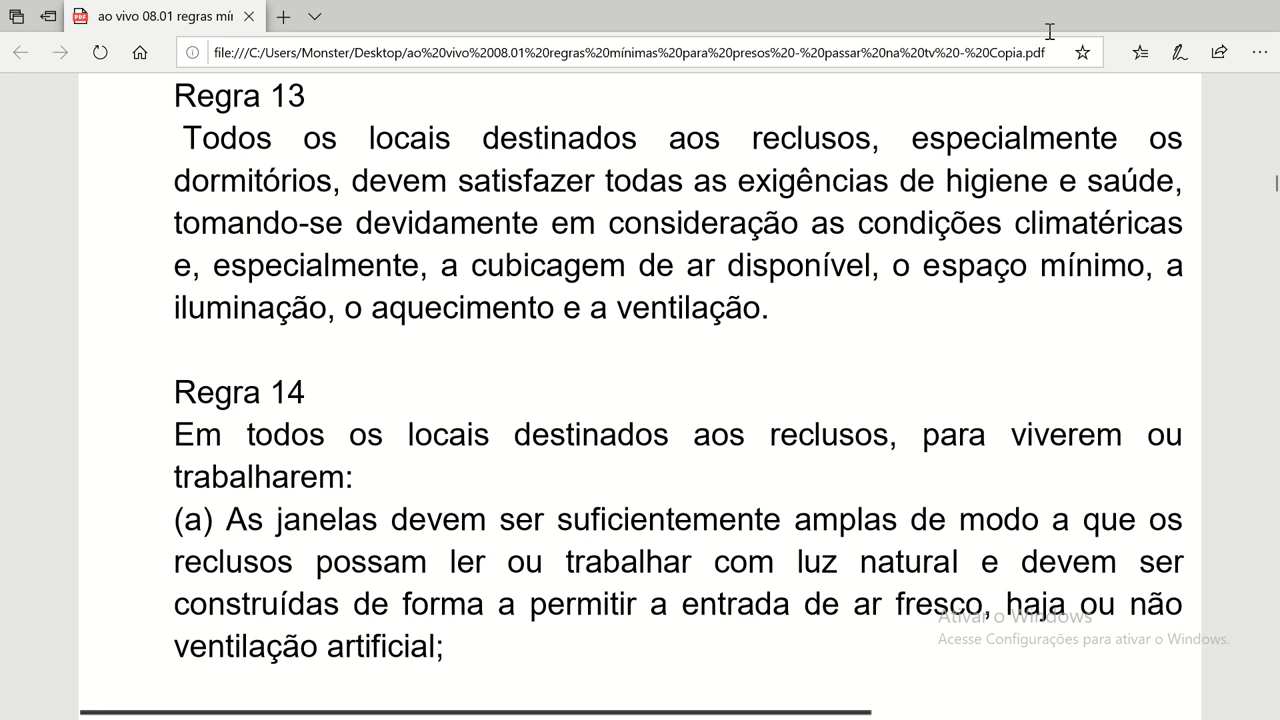 ao vivo 08.01 regras mín
file:///C:/Users/Monster/Desktop/ao%20vivo%2008.01%20regras%20mínimas%20para%20presos%20-%20passar%20na%20tv%20-%20Copia.pdf
Regra 13
Todos os locais destinados aos reclusos, especialmente os
dormitórios, devem satisfazer todas as exigências de higiene e saúde,
tomando-se devidamente em consideração as condições climatéricas
e, especialmente, a cubicagem de ar disponível, o espaço mínimo, a
iluminação, o aquecimento e a ventilação.
Regra 14
Em todos os locais destinados aos reclusos, para viverem ou
trabalharem:
(a) As janelas devem ser suficientemente amplas de modo a que os
reclusos possam ler ou trabalhar com luz natural e devem ser
construídas de forma a permitir a entrada de ar fresco, haja ou não
ventilação artificial;
Ativar o Windows
Acesse Configurações para ativar o Windows.